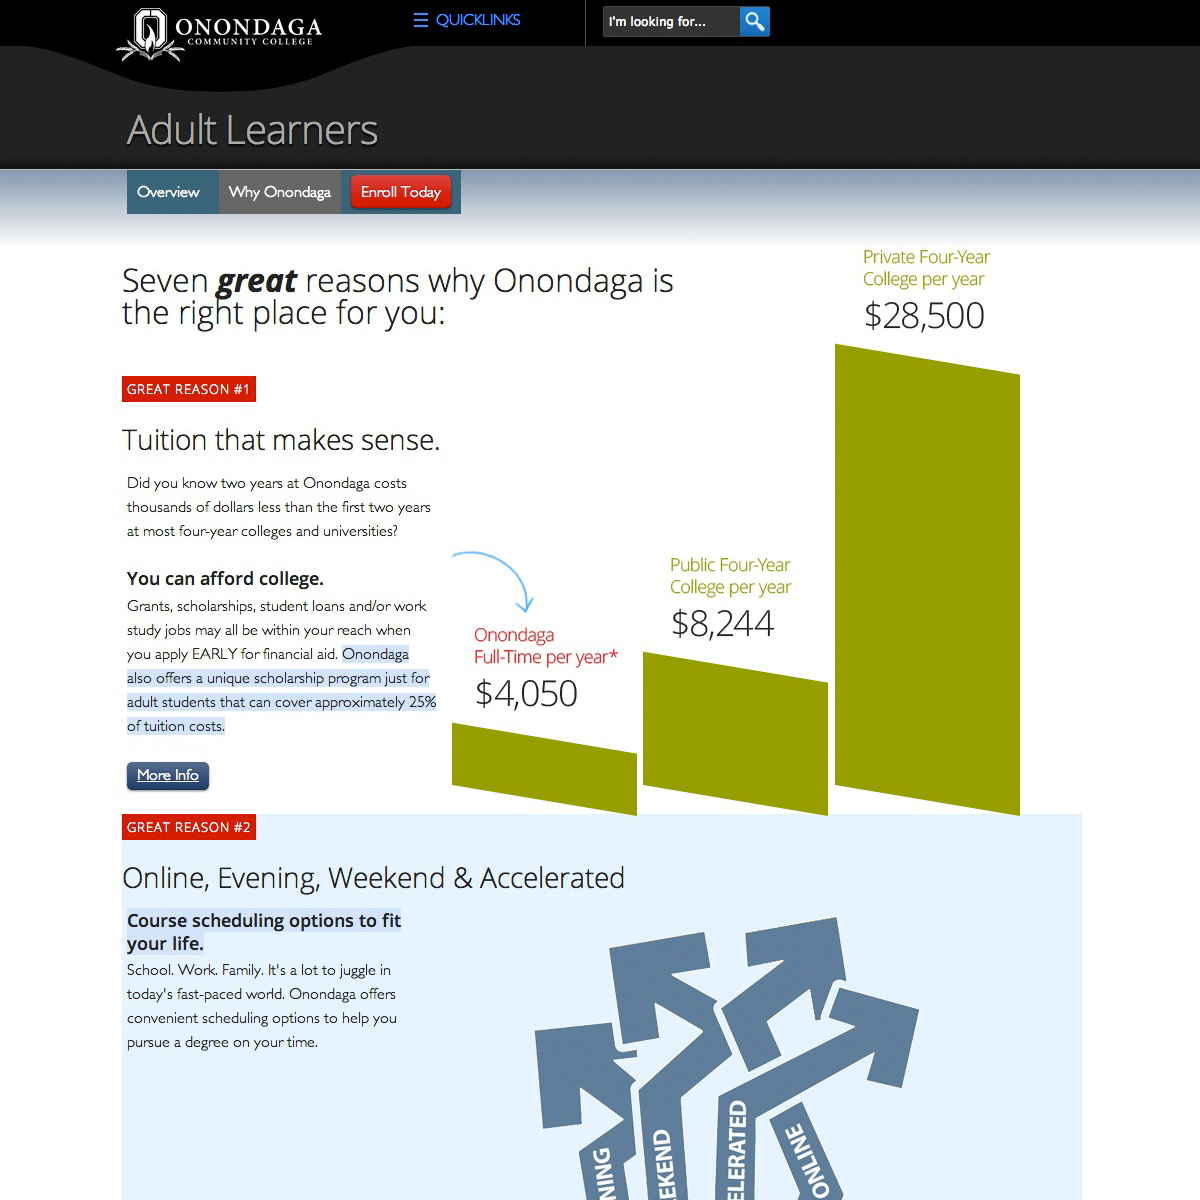 ONONDAGA
COMMUNITY COLLEGE
QUICKLINKS
I'm looking for...
Adult Learners
Overview
Why Onondaga
Enroll Today
Seven great reasons why Onondaga is
the right place for you:
GREAT REASON #1
Tuition that makes sense.
Did you know two years at Onondaga costs
thousands of dollars less than the first two years
at most four-year colleges and universities?
You can afford college.
Grants, scholarships, student loans and/or work
study jobs may all be within your reach when
you apply EARLY for financial aid. Onondaga
also offers a unique scholarship program just for
adult students that can cover approximately 25%
of tuition costs.
More Info
Onondaga
Full-Time per year*
$4,050
Public Four-Year
College per year
$8,244
Private Four-Year
College per year
$28,500
GREAT REASON #2
Online, Evening, Weekend & Accelerated
Course scheduling options to fit
your life.
School. Work. Family. It's a lot to juggle in
today's fast-paced world. Onondaga offers
convenient scheduling options to help you
pursue a degree on your time.
NING
EKEND
ELERATED
ONLINE